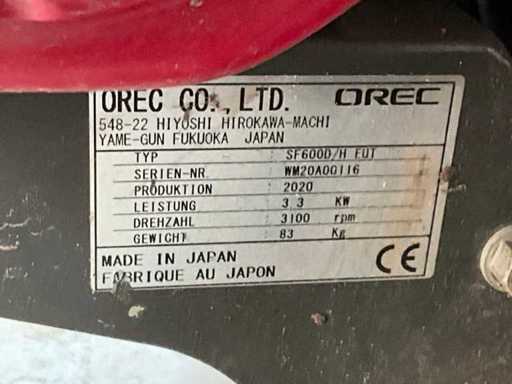 OREC CO., LTD. OREC
548-22 HIYOSHI HIROKAWA-MACHI
YAME-GUN FUKUOKA JAPAN
TYP : SF600D/H EUT
SERIEN-NR. : WM20A00116
PRODUKTION : 2020
LEISTUNG : 3.3 KW
DREHZAHL : 3100 rpm
GEWICHT : 83 Kg
MADE IN JAPAN
FABRIQUE AU JAPON CE